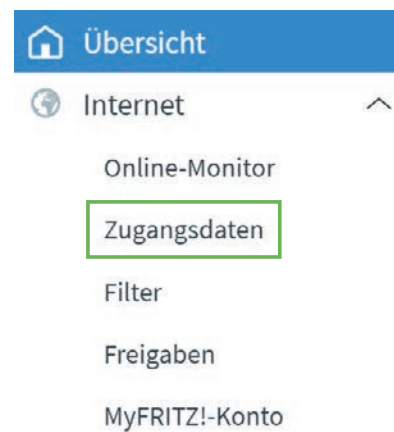 Übersicht
Internet
Online-Monitor
Zugangsdaten
Filter
Freigaben
MyFRITZ!-Konto